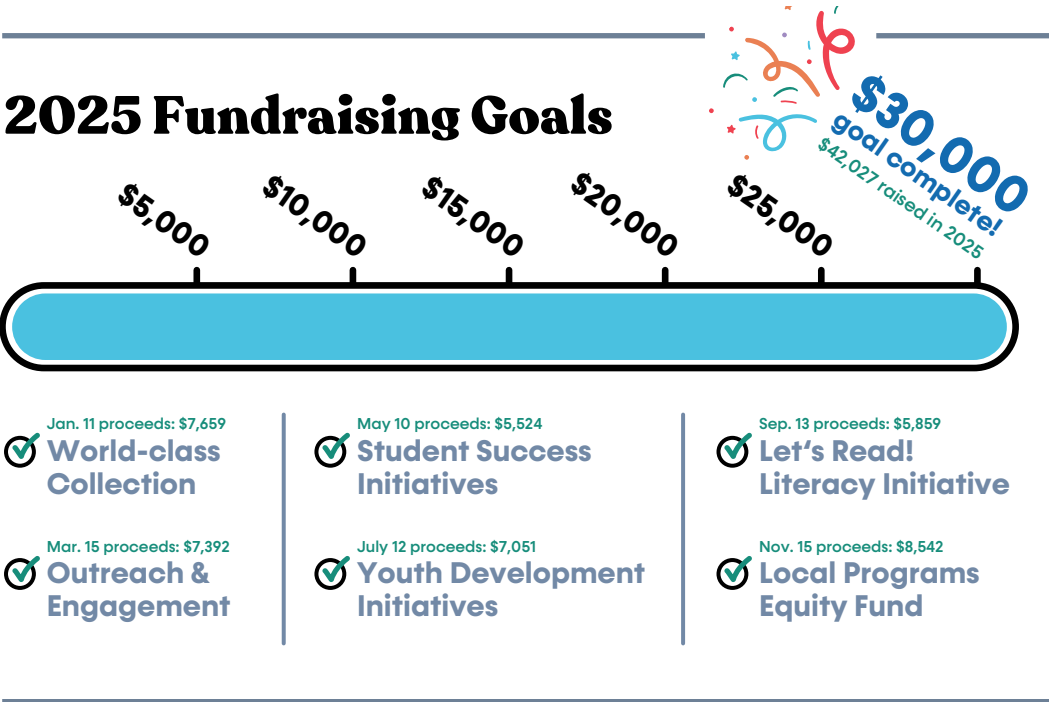 2025 Fundraising Goals
$30,000
goal complete!
$42,027 raised in 2025
$5,000
$10,000
$15,000
$20,000
$25,000
Jan. 11 proceeds: $7,659
World-class
Collection
Mar. 15 proceeds: $7,392
Outreach &
Engagement
May 10 proceeds: $5,524
Student Success
Initiatives
July 12 proceeds: $7,051
Youth Development
Initiatives
Sep. 13 proceeds: $5,859
Let‘s Read!
Literacy Initiative
Nov. 15 proceeds: $8,542
Local Programs
Equity Fund